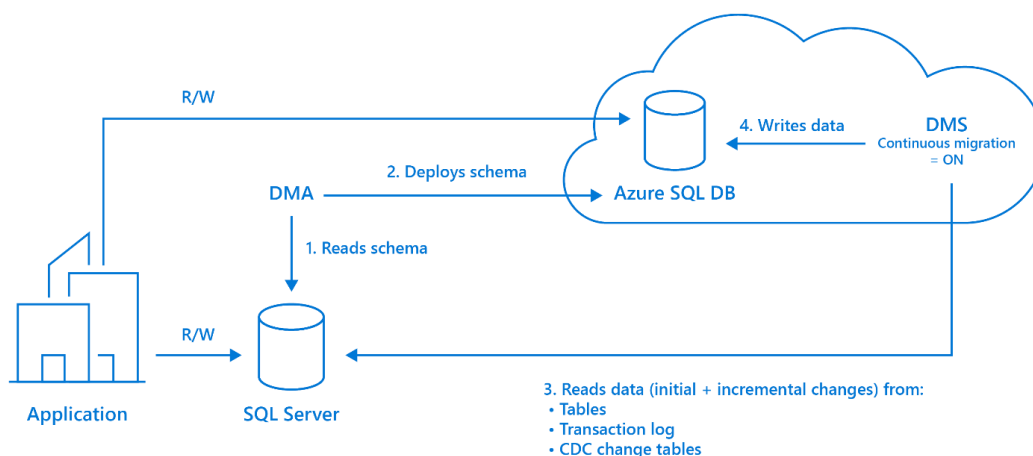 R/W
4. Writes data
DMS
Continuous migration
= ON
2. Deploys schema
DMA
Azure SQL DB
1. Reads schema
R/W
Application
SQL Server
3. Reads data (initial + incremental changes) from:
• Tables
• Transaction log
• CDC change tables